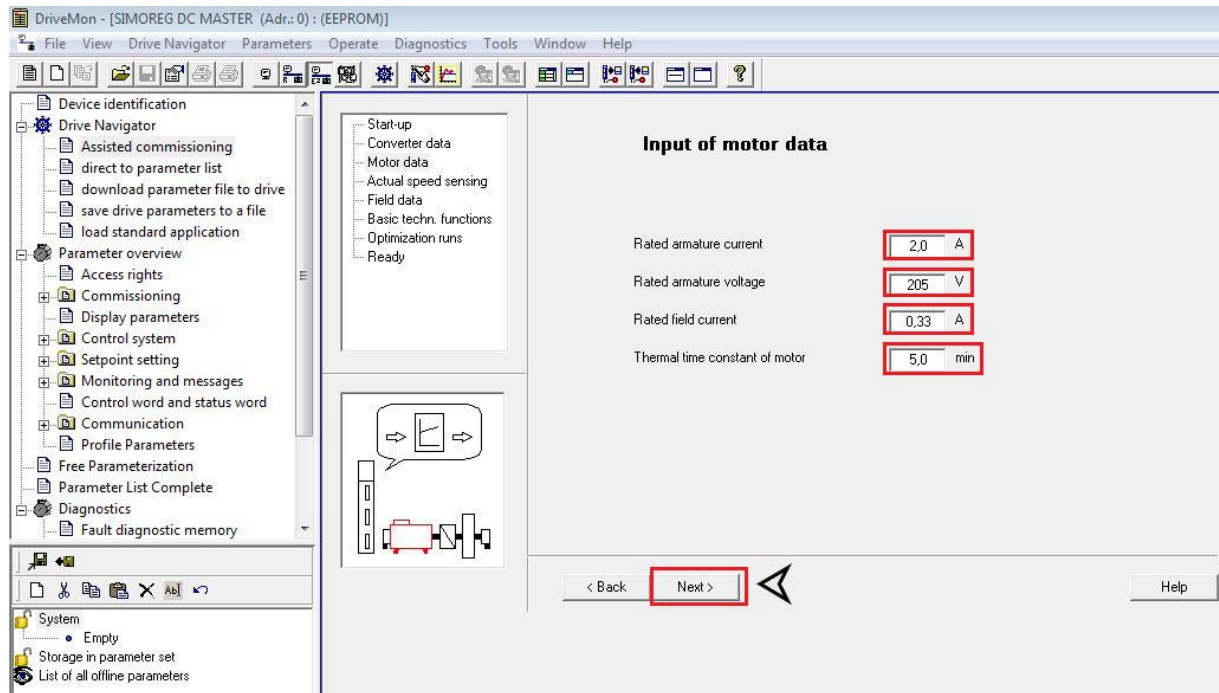 DriveMon - [SIMOREG DC MASTER (Adr.: 0) : (EEPROM)]
File View Drive Navigator Parameters Operate Diagnostics Tools Window Help
Device identification
Drive Navigator
Assisted commissioning
direct to parameter list
download parameter file to drive
save drive parameters to a file
load standard application
Parameter overview
Access rights
Commissioning
Display parameters
Control system
Setpoint setting
Monitoring and messages
Control word and status word
Communication
Profile Parameters
Free Parameterization
Parameter List Complete
Diagnostics
Fault diagnostic memory
Ab
System
Empty
Storage in parameter set
List of all offline parameters
Start-up
Converter data
Motor data
Actual speed sensing
Field data
Basic techn. functions
Optimization runs
Ready
Input of motor data
Rated armature current 2,0 A
Rated armature voltage 205 V
Rated field current 0,33 A
Thermal time constant of motor 5,0 min
< Back Next > Help